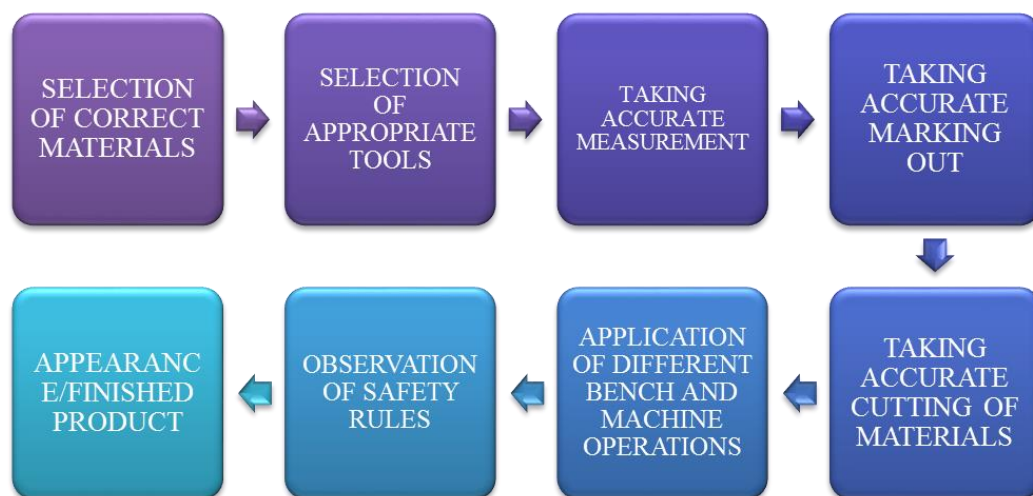 SELECTION
OF CORRECT
MATERIALS
SELECTION
OF
APPROPRIATE
TOOLS
TAKING
ACCURATE
MEASUREMENT
TAKING
ACCURATE
MARKING
OUT
TAKING
ACCURATE
CUTTING OF
MATERIALS
APPLICATION
OF DIFFERENT
BENCH AND
MACHINE
OPERATIONS
OBSERVATION
OF SAFETY
RULES
APPEARANC
E/FINISHED
PRODUCT